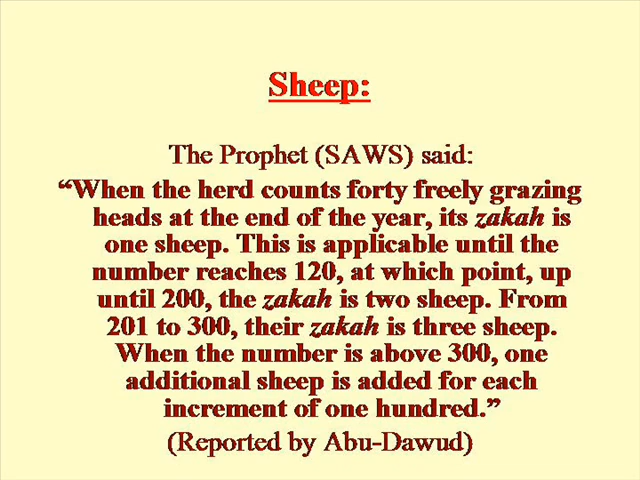 Sheep:
The Prophet (SAWS) said:
“When the herd counts forty freely grazing
heads at the end of the year, its zakah is
one sheep. This is applicable until the
number reaches 120, at which point, up
until 200, the zakah is two sheep. From
201 to 300, their zakah is three sheep.
When the number is above 300, one
additional sheep is added for each
increment of one hundred.”
(Reported by Abu-Dawud)